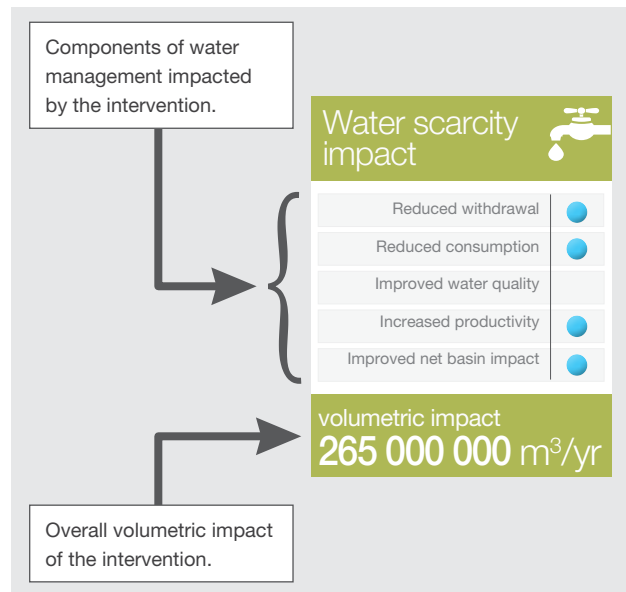 Components of water
management impacted
by the intervention.
Water scarcity
impact
Reduced withdrawal
Reduced consumption
Improved water quality
Increased productivity
Improved net basin impact
volumetric impact
265 000 000 m³/yr
Overall volumetric impact
of the intervention.